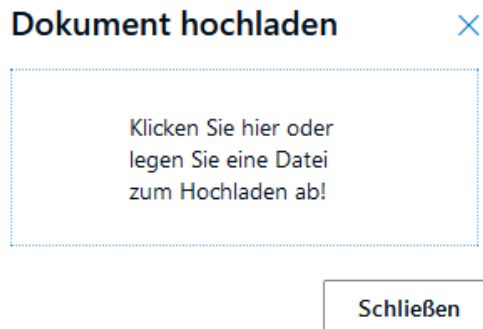 Dokument hochladen
Klicken Sie hier oder
legen Sie eine Datei
zum Hochladen ab!
Schließen